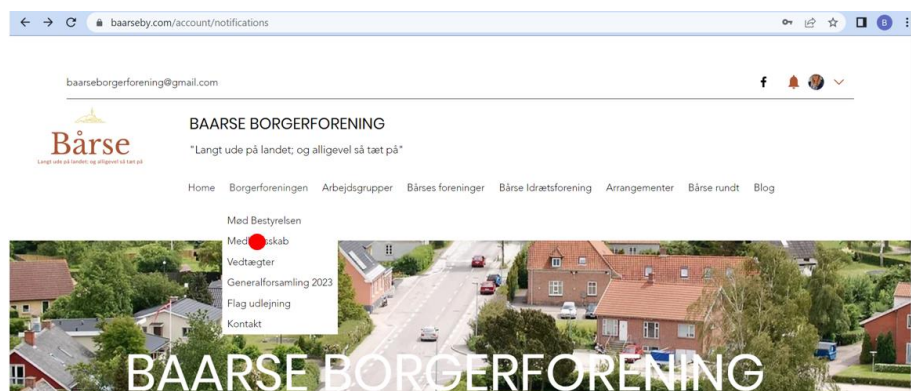 baarseby.com/account/notifications
B
baarseborgerforening@gmail.com
f
Bårse
Langt ude på landet; og alligevel så tæt på
BAARSE BORGERFORENING
"Langt ude på landet; og alligevel så tæt på"
Home Borgerforeningen Arbejdsgrupper Bårses foreninger Bårse Idrætsforening Arrangementer Bårse rundt Blog
Mød Bestyrelsen
Vedtægter
Generalforsamling 2023
Flag udlejning
Kontakt
BAARSE BORGERFORENING